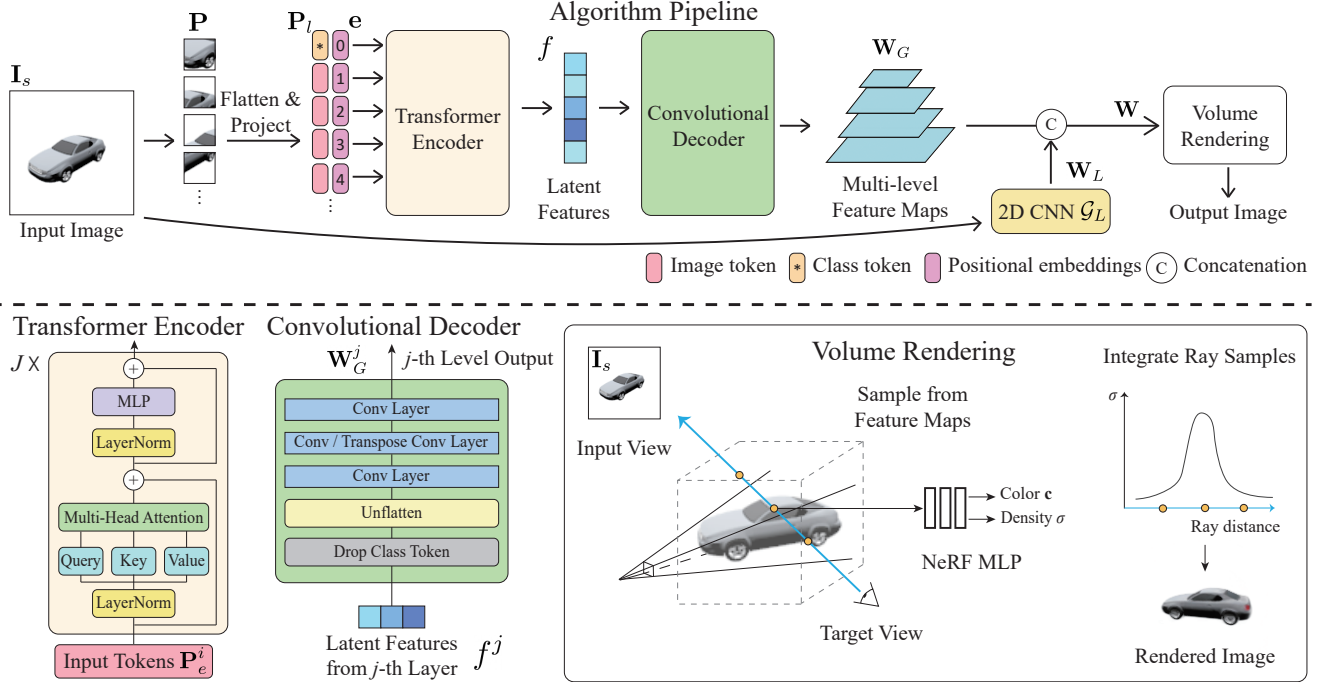 Algorithm Pipeline
I_s
Input Image
P
Flatten &
Project
P_l e
* 0
1
2
3
4
Transformer
Encoder
f
Latent
Features
Convolutional
Decoder
W_G
Multi-level
Feature Maps
C
W
W_L
2D CNN G_L
Volume
Rendering
Output Image
Image token
* Class token
Positional embeddings
C Concatenation
Transformer Encoder
J X
+
MLP
LayerNorm
+
Multi-Head Attention
Query Key Value
LayerNorm
Input Tokens P_e^i
Convolutional Decoder
W_G^j j-th Level Output
Conv Layer
Conv / Transpose Conv Layer
Conv Layer
Unflatten
Drop Class Token
Latent Features
from j-th Layer f^j
Volume Rendering
I_s
Input View
Sample from
Feature Maps
Color c
Density σ
NeRF MLP
Target View
Integrate Ray Samples
σ
Ray distance
Rendered Image